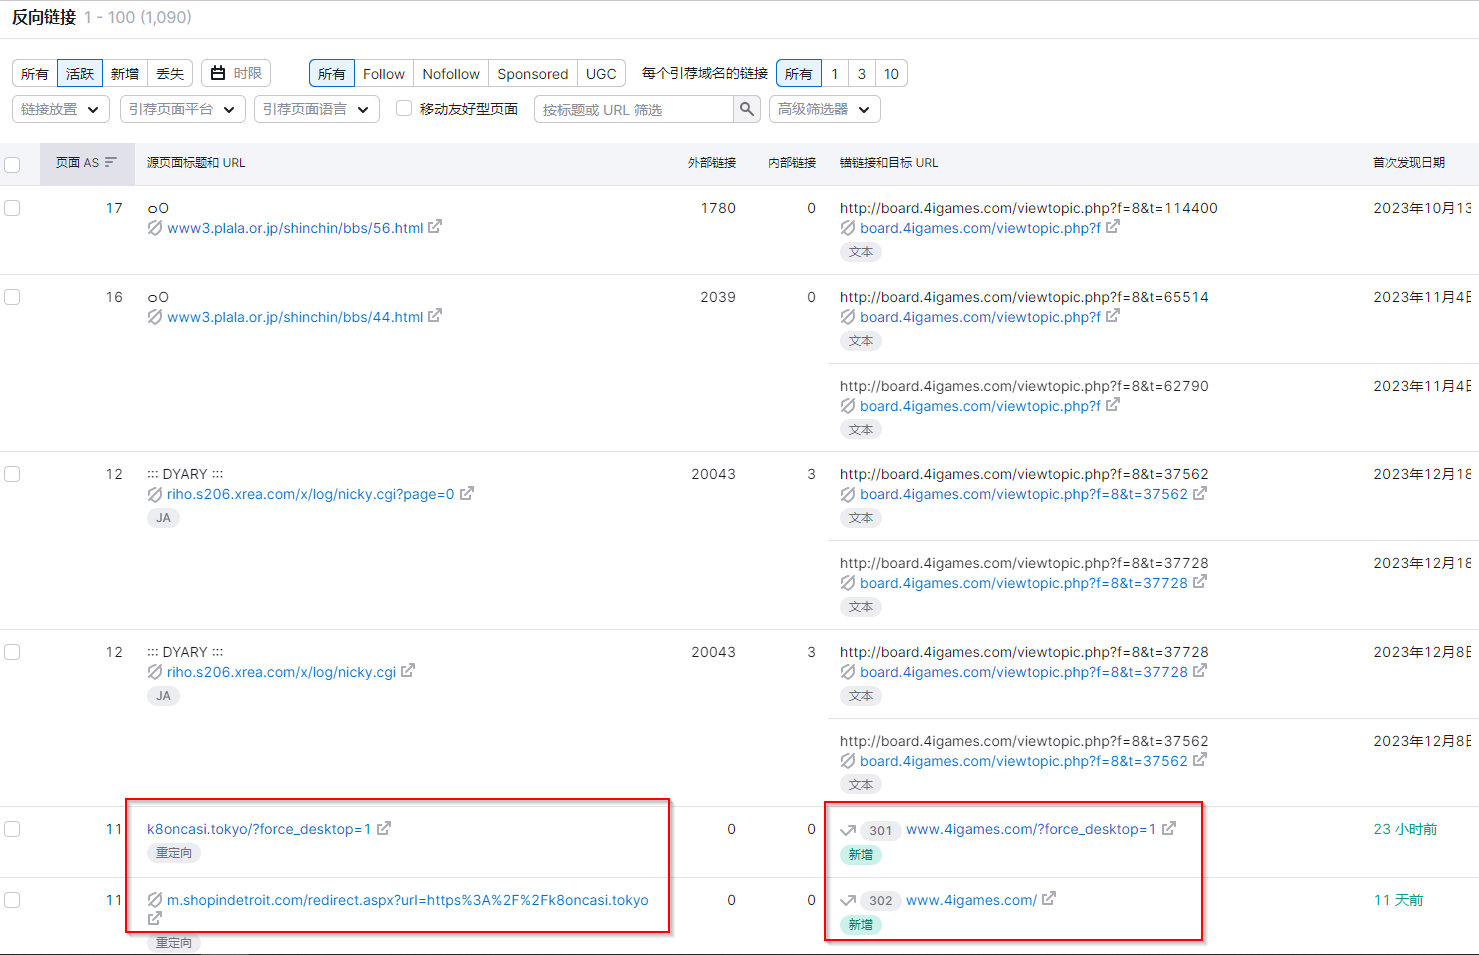 反向链接 1 - 100 (1,090)
所有 活跃 新增 丢失 时限 所有 Follow Nofollow Sponsored UGC 每个引荐域名的链接 所有 1 3 10
链接放置 引荐页面平台 引荐页面语言 移动友好型页面 按标题或 URL 筛选 高级筛选器
页面 AS 源页面标题和 URL 外部链接 内部链接 锚链接和目标 URL 首次发现日期
17 ㅇO 1780 0 http://board.4igames.com/viewtopic.php?f=8&t=114400 2023年10月13
www3.plala.or.jp/shinchin/bbs/56.html board.4igames.com/viewtopic.php?f
文本
16 ㅇO 2039 0 http://board.4igames.com/viewtopic.php?f=8&t=65514 2023年11月4日
www3.plala.or.jp/shinchin/bbs/44.html board.4igames.com/viewtopic.php?f
文本
http://board.4igames.com/viewtopic.php?f=8&t=62790 2023年11月4日
board.4igames.com/viewtopic.php?f
文本
12 ::: DYARY ::: 20043 3 http://board.4igames.com/viewtopic.php?f=8&t=37562 2023年12月18
riho.s206.xrea.com/x/log/nicky.cgi?page=0 board.4igames.com/viewtopic.php?f=8&t=37562
JA 文本
http://board.4igames.com/viewtopic.php?f=8&t=37728 2023年12月18
board.4igames.com/viewtopic.php?f=8&t=37728
文本
12 ::: DYARY ::: 20043 3 http://board.4igames.com/viewtopic.php?f=8&t=37728 2023年12月8日
riho.s206.xrea.com/x/log/nicky.cgi board.4igames.com/viewtopic.php?f=8&t=37728
JA 文本
http://board.4igames.com/viewtopic.php?f=8&t=37562 2023年12月8日
board.4igames.com/viewtopic.php?f=8&t=37562
文本
11 k8oncasi.tokyo/?force_desktop=1 0 0 301 www.4igames.com/?force_desktop=1 23 小时前
重定向 新增
11 m.shopindetroit.com/redirect.aspx?url=https%3A%2F%2Fk8oncasi.tokyo 0 0 302 www.4igames.com/ 11 天前
新增
重定向